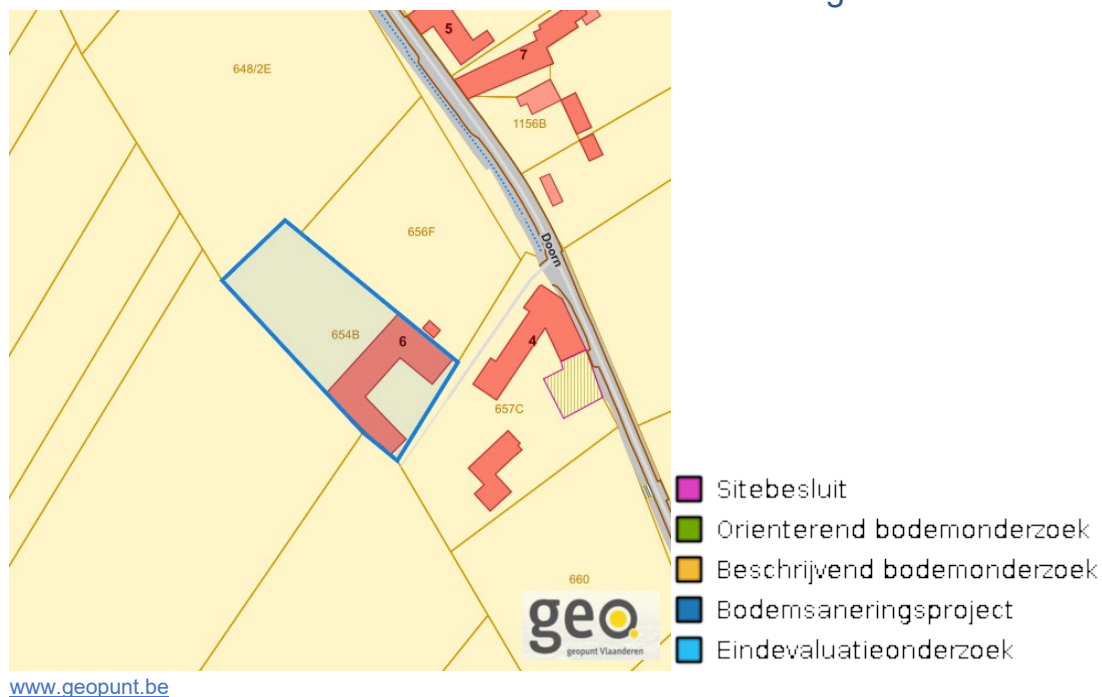 5
7
648/2E
1156B
656F
Doorn
654B
6
4
657C
660
geo.
geopunt Vlaanderen
Sitebesluit
Orienterend bodemonderzoek
Beschrijvend bodemonderzoek
Bodemsaneringsproject
Eindevaluatieonderzoek
www.geopunt.be